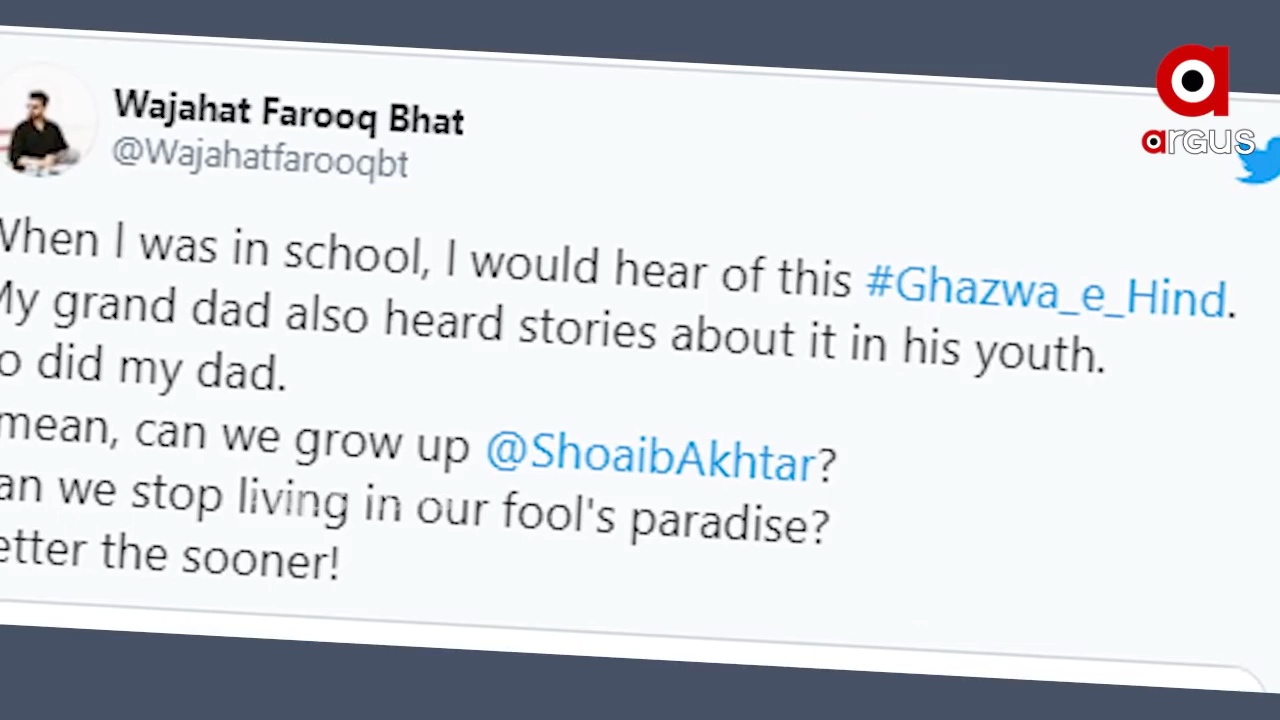 Wajahat Farooq Bhat
@Wajahatfarooqbt
argus
When I was in school, I would hear of this #Ghazwa_e_Hind.
My grand dad also heard stories about it in his youth.
o did my dad.
mean, can we grow up @ShoaibAkhtar?
an we stop living in our fool's paradise?
etter the sooner!